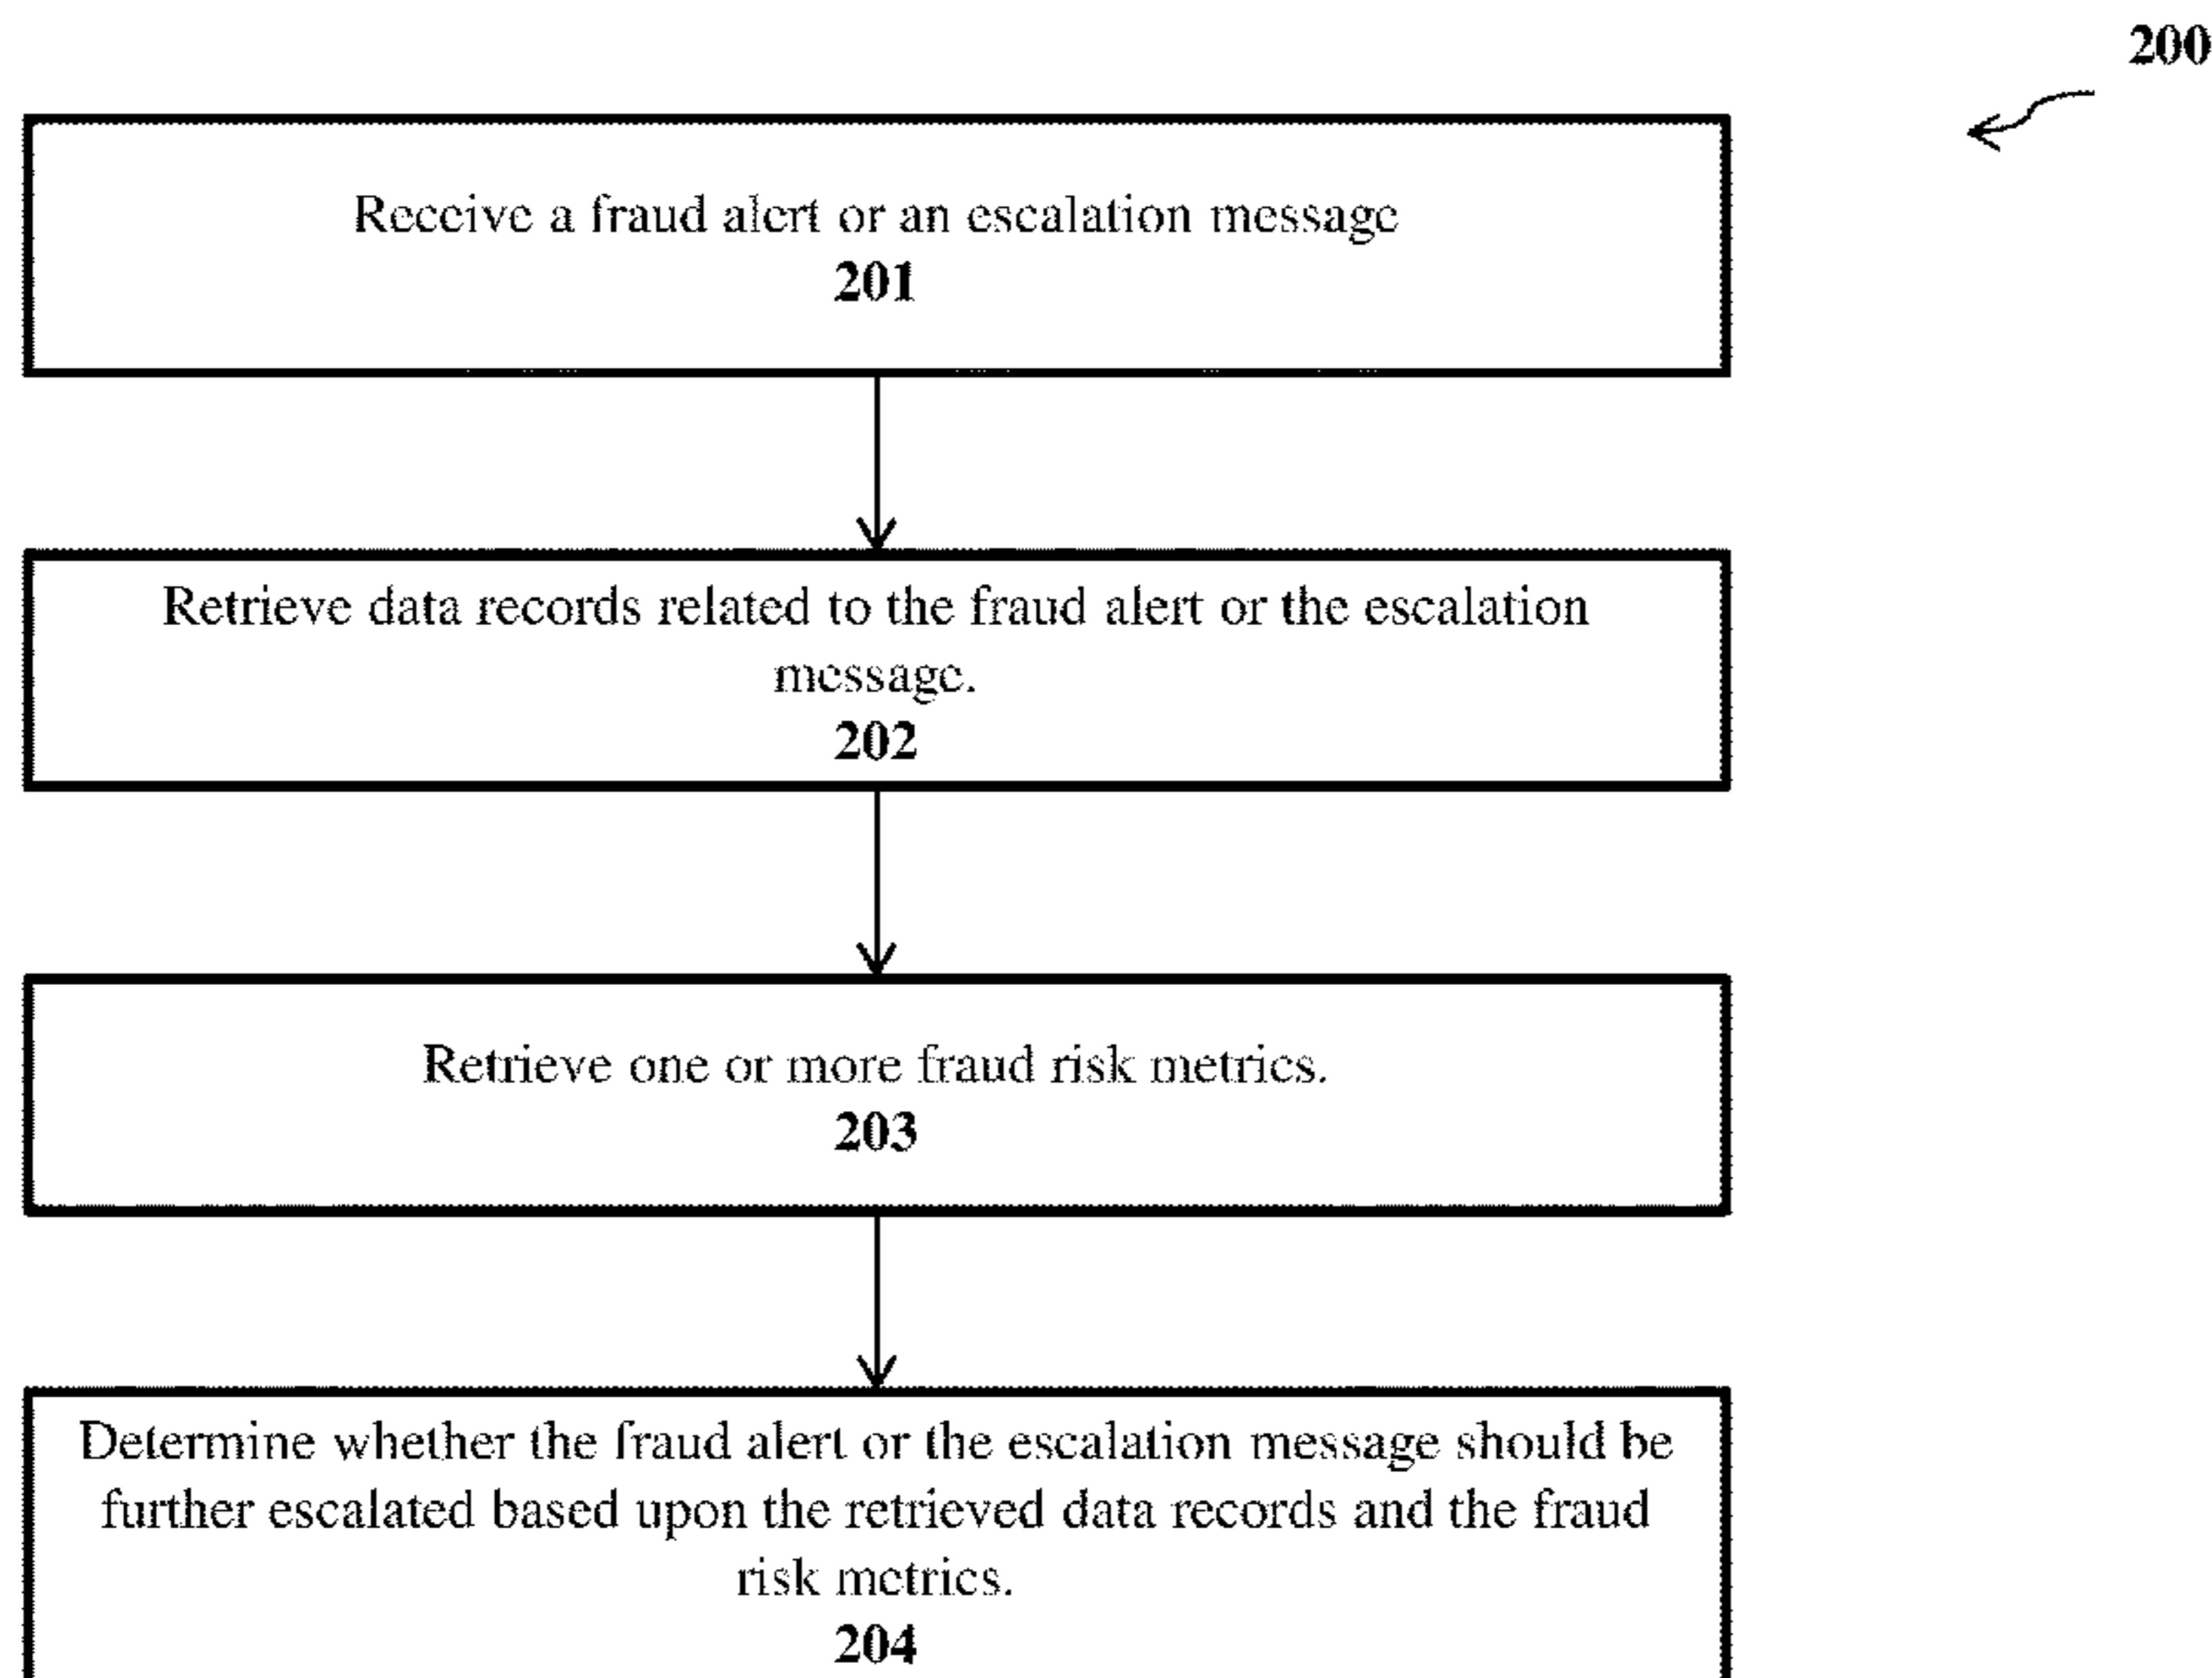 200
Receive a fraud alert or an escalation message
201
Retrieve data records related to the fraud alert or the escalation
message.
202
Retrieve one or more fraud risk metrics.
203
Determine whether the fraud alert or the escalation message should be
further escalated based upon the retrieved data records and the fraud
risk metrics.
204